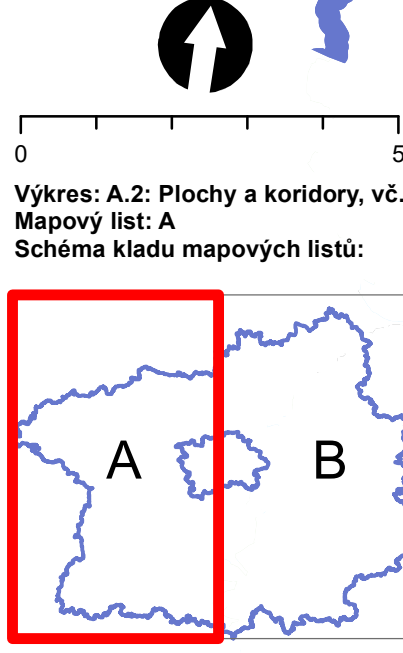 0 5
Výkres: A.2: Plochy a koridory, vč.
Mapový list: A
Schéma kladu mapových listů:
A B